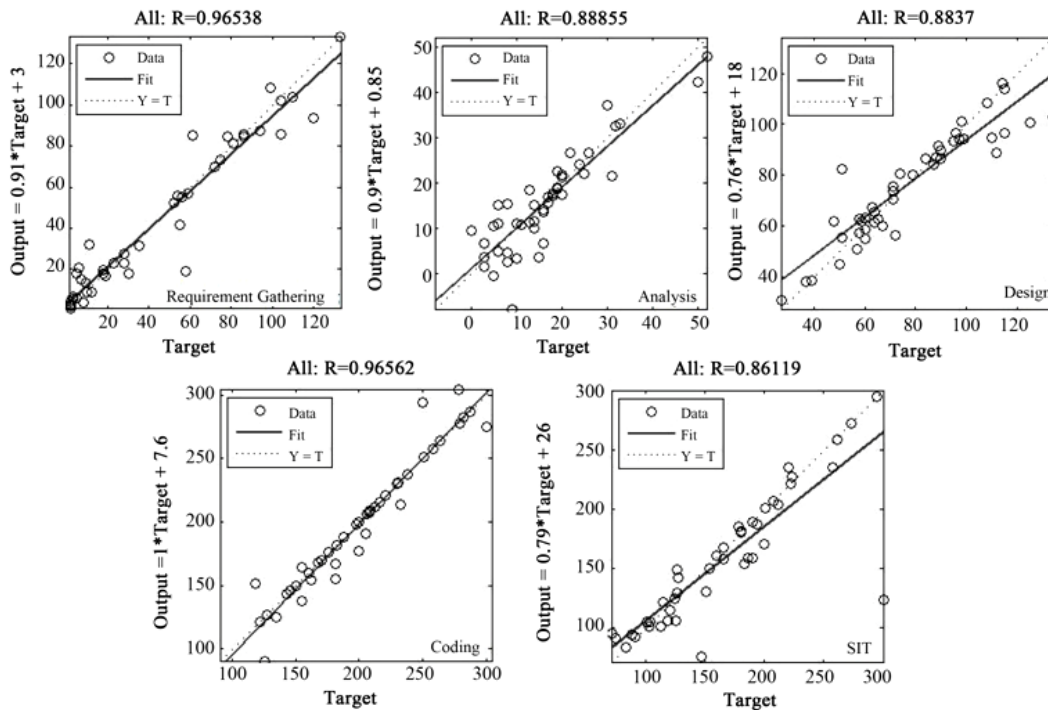 All: R=0.96538
Output = 0.91*Target + 3
120
100
80
60
40
20
Data
Fit
Y = T
Requirement Gathering
20
40
60
80
100
120
Target
All: R=0.88855
Output = 0.9*Target + 0.85
50
40
30
20
10
0
Data
Fit
Y = T
Analysis
0
10
20
30
40
50
Target
All: R=0.8837
Output = 0.76*Target + 18
120
100
80
60
40
Data
Fit
Y = T
Design
40
60
80
100
120
Target
All: R=0.96562
Output =1*Target + 7.6
300
250
200
150
100
Data
Fit
Y = T
Coding
100
150
200
250
300
Target
All: R=0.86119
Output = 0.79*Target + 26
300
250
200
150
100
Data
Fit
Y = T
SIT
100
150
200
250
300
Target